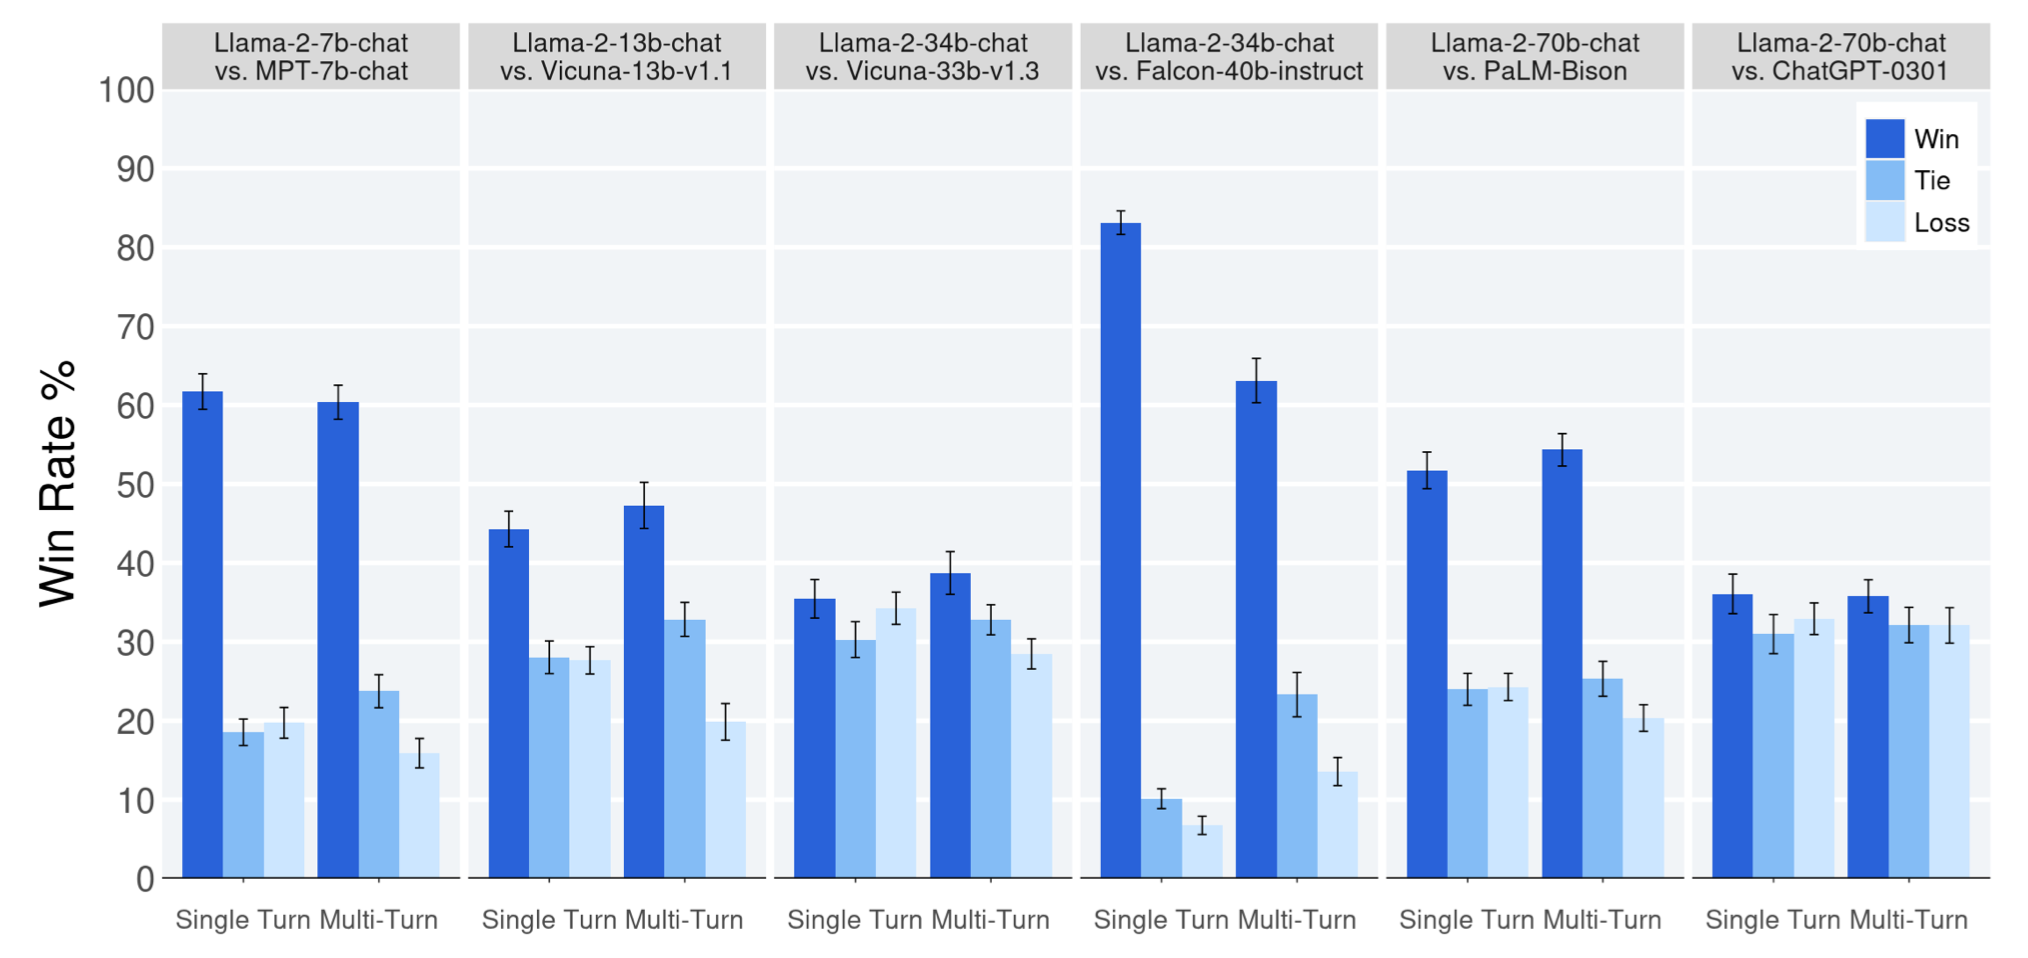 Llama-2-7b-chat
vs. MPT-7b-chat
Llama-2-13b-chat
vs. Vicuna-13b-v1.1
Llama-2-34b-chat
vs. Vicuna-33b-v1.3
Llama-2-34b-chat
vs. Falcon-40b-instruct
Llama-2-70b-chat
vs. PaLM-Bison
Llama-2-70b-chat
vs. ChatGPT-0301
Win
Tie
Loss
Win Rate %
100
90
80
70
60
50
40
30
20
10
0
Single Turn Multi-Turn
Single Turn Multi-Turn
Single Turn Multi-Turn
Single Turn Multi-Turn
Single Turn Multi-Turn
Single Turn Multi-Turn